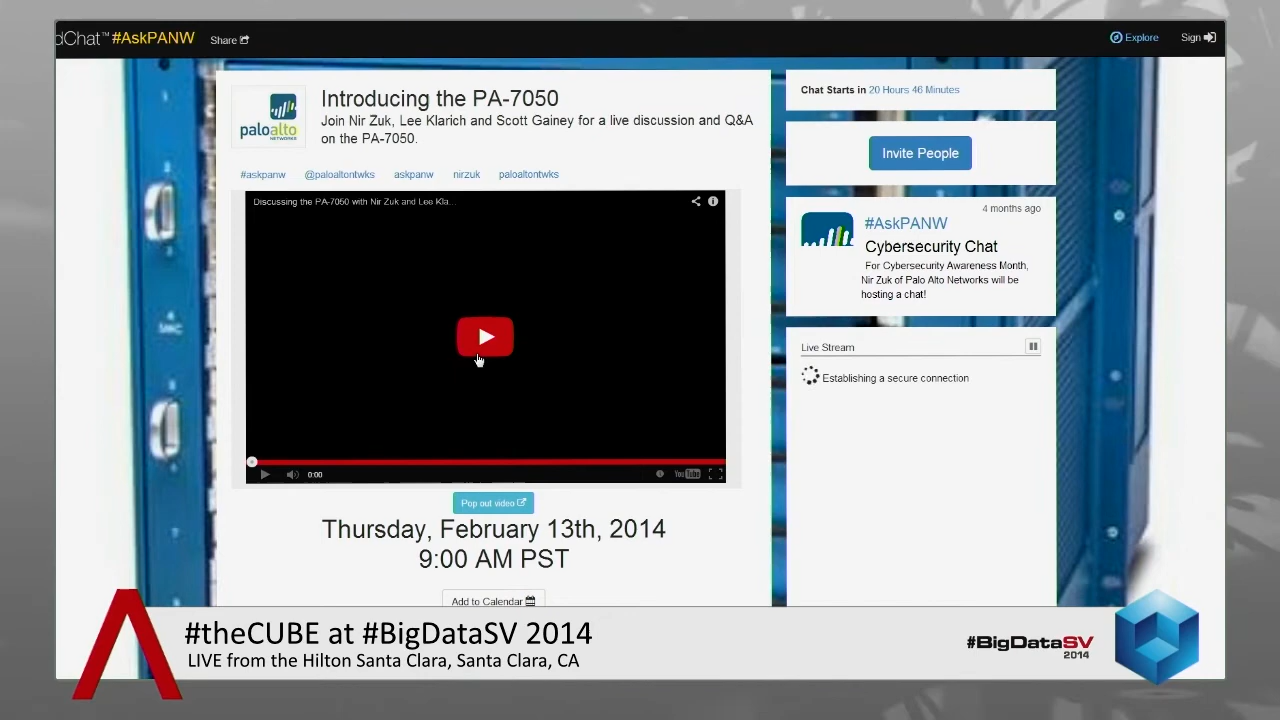 dChat™ #AskPANW
Share
Explore
Sign
paloalto
NETWORKS
Introducing the PA-7050
Join Nir Zuk, Lee Klarich and Scott Gainey for a live discussion and Q&A
on the PA-7050.
#askpanw @paloaltontwks askpanw nirzuk paloaltontwks
Discussing the PA-7050 with Nir Zuk and Lee Kla...
0:00
YouTube
Pop out video
Thursday, February 13th, 2014
9:00 AM PST
Add to Calendar
Chat Starts in 20 Hours 46 Minutes
Invite People
4 months ago
#AskPANW
Cybersecurity Chat
For Cybersecurity Awareness Month,
Nir Zuk of Palo Alto Networks will be
hosting a chat!
Live Stream
Establishing a secure connection
#theCUBE at #BigDataSV 2014
LIVE from the Hilton Santa Clara, Santa Clara, CA
#BigDataSV
2014